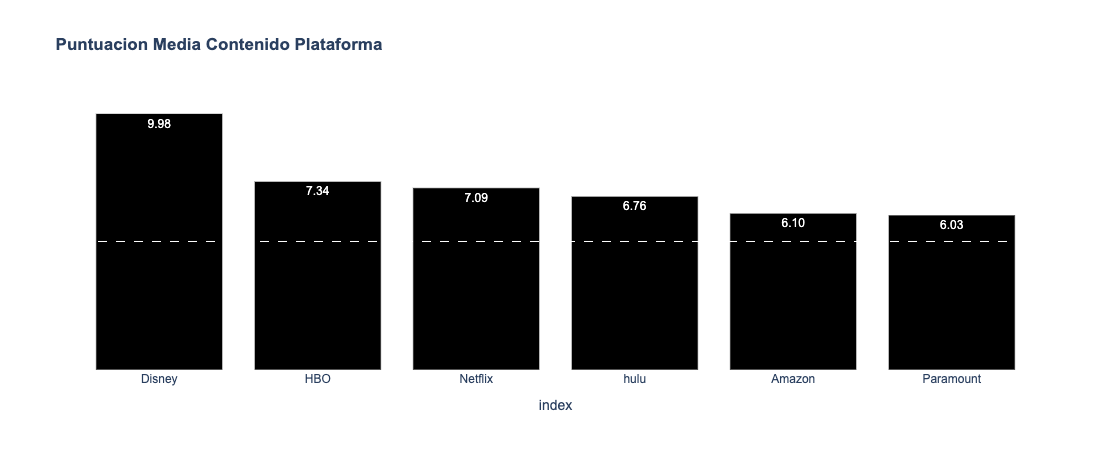 Puntuacion Media Contenido Plataforma
9.98
7.34
7.09
6.76
6.10
6.03
Disney
HBO
Netflix
hulu
Amazon
Paramount
index